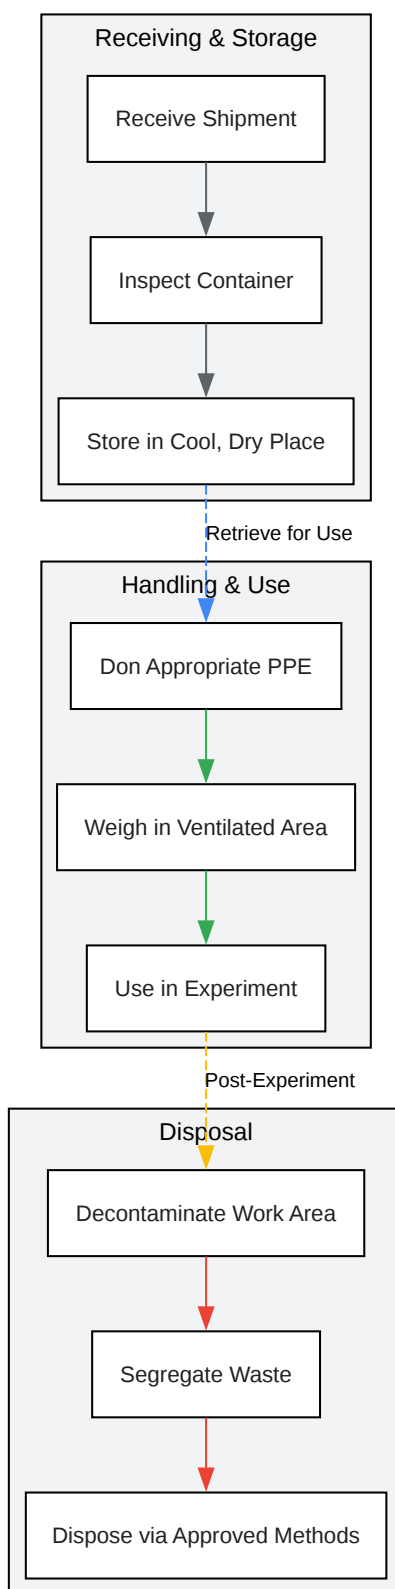 Receiving & Storage
Receive Shipment
Inspect Container
Store in Cool, Dry Place
Retrieve for Use
Handling & Use
Don Appropriate PPE
Weigh in Ventilated Area
Use in Experiment
Post-Experiment
Disposal
Decontaminate Work Area
Segregate Waste
Dispose via Approved Methods